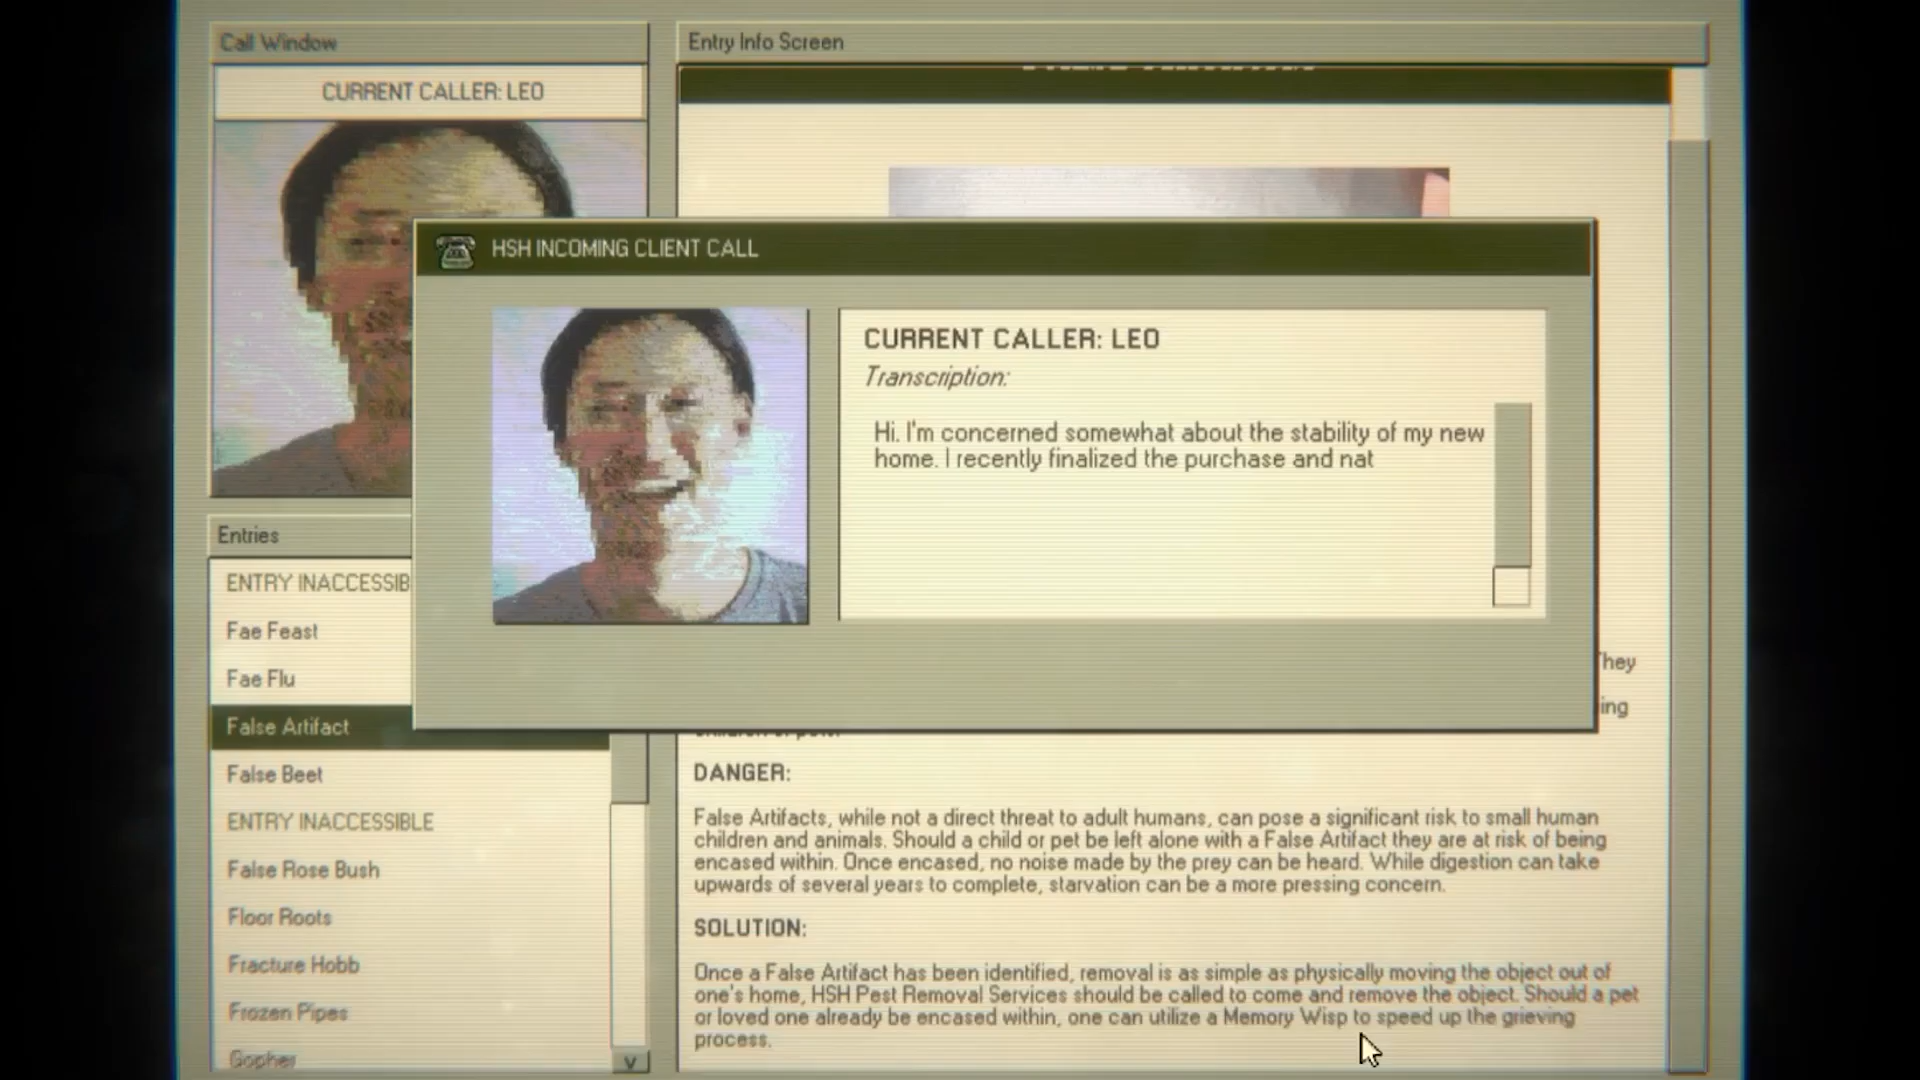 Call Window
CURRENT CALLER: LEO
Entry Info Screen
HSH INCOMING CLIENT CALL
CURRENT CALLER: LEO
Transcription:
Hi. I'm concerned somewhat about the stability of my new
home. I recently finalized the purchase and nat
Entries
ENTRY INACCESSIB
Fae Feast
Fae Flu
False Artifact
False Beet
ENTRY INACCESSIBLE
False Rose Bush
Floor Roots
Fracture Hobb
Frozen Pipes
Gopher
V
They
ing
DANGER:
False Artifacts, while not a direct threat to adult humans, can pose a significant risk to small human
children and animals. Should a child or pet be left alone with a False Artifact they are at risk of being
encased within. Once encased, no noise made by the prey can be heard. While digestion can take
upwards of several years to complete, starvation can be a more pressing concern.
SOLUTION:
Once a False Artifact has been identified, removal is as simple as physically moving the object out of
one's home, HSH Pest Removal Services should be called to come and remove the object. Should a pet
or loved one already be encased within, one can utilize a Memory Wisp to speed up the grieving
process.